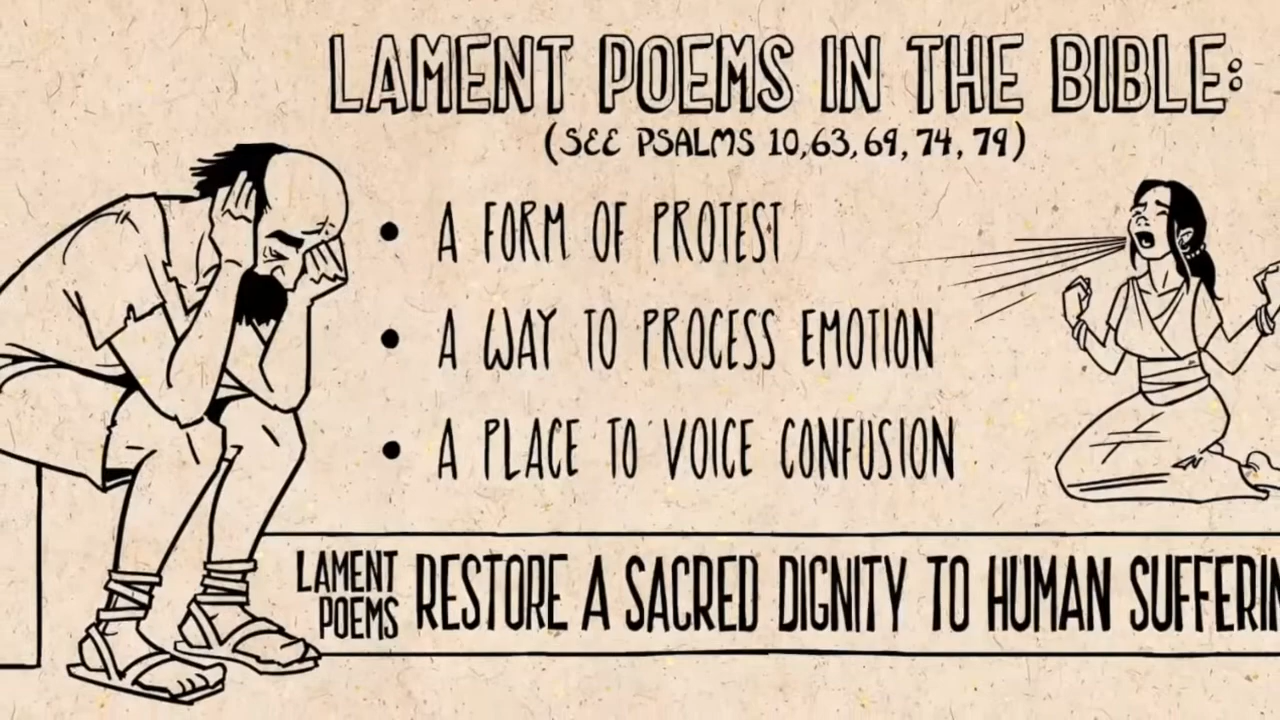 LAMENT POEMS IN THE BIBLE:
(SEE PSALMS 10, 63, 69, 74, 79)
• A FORM OF PROTEST
• A WAY TO PROCESS EMOTION
• A PLACE TO VOICE CONFUSION
LAMENT POEMS RESTORE A SACRED DIGNITY TO HUMAN SUFFERIN